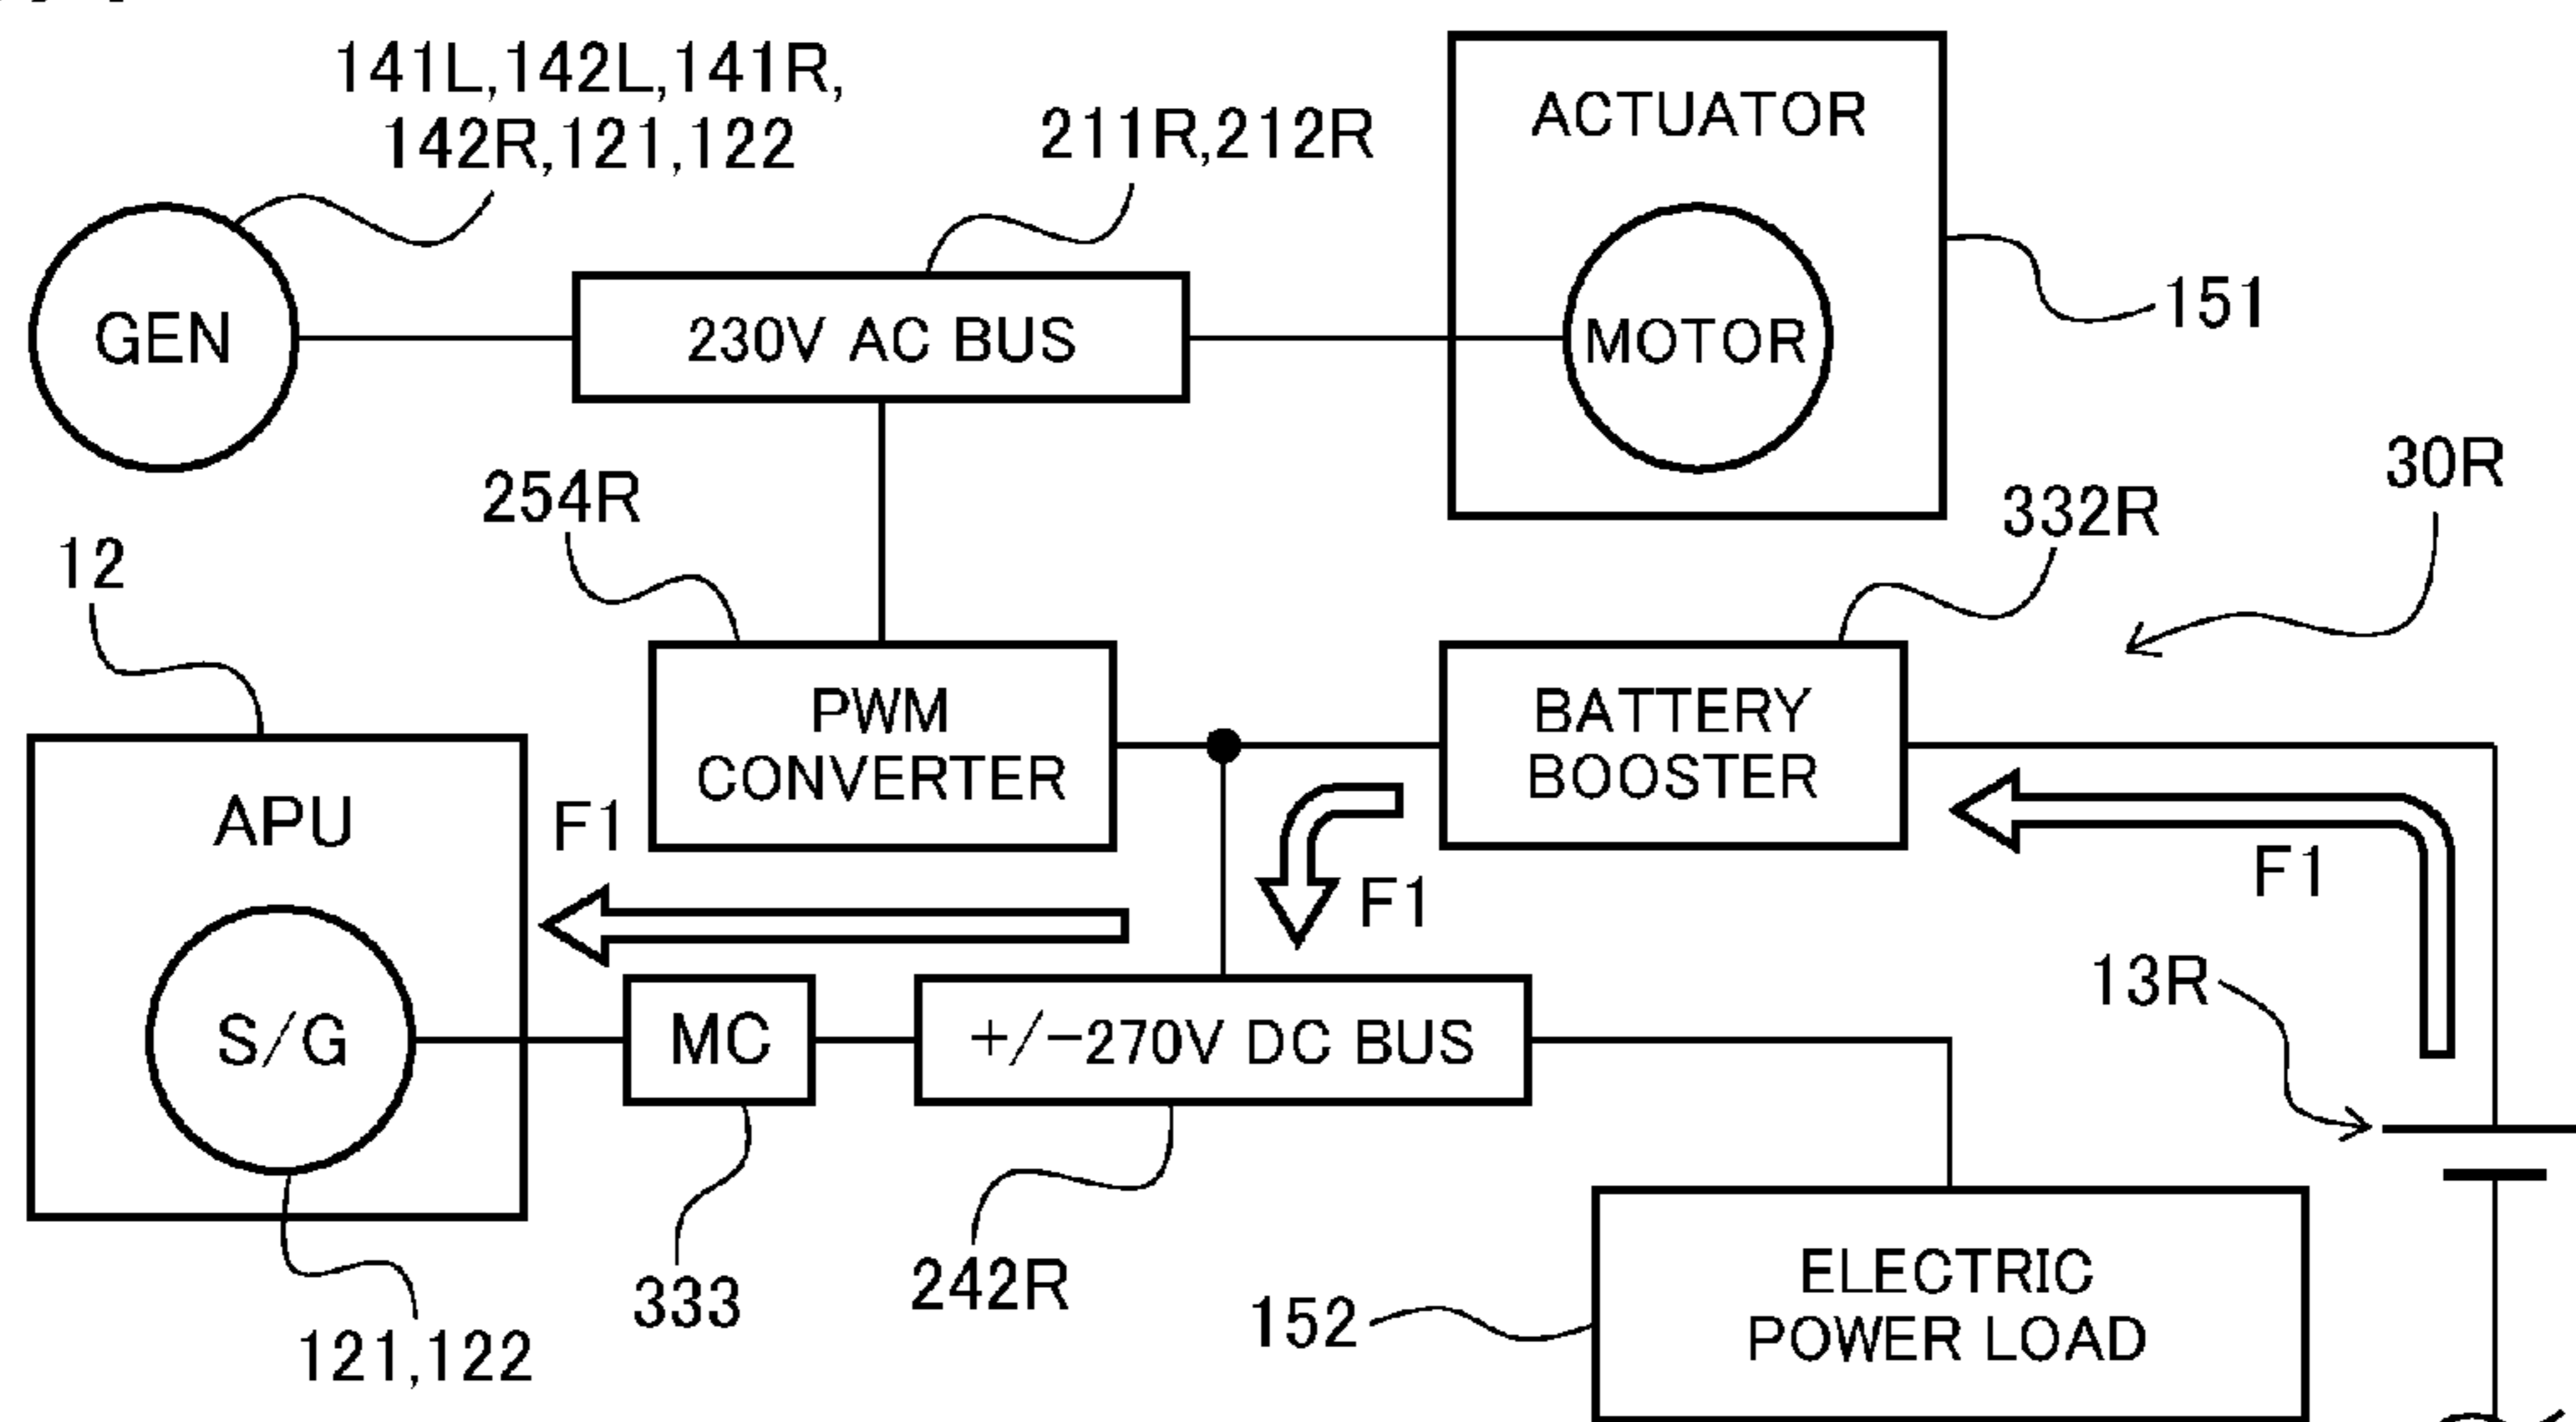 141L,142L,141R,
142R,121,122
211R,212R
ACTUATOR
GEN
230V AC BUS
MOTOR
151
254R
30R
332R
12
PWM
CONVERTER
BATTERY
BOOSTER
APU
F1
F1
F1
13R
S/G
MC
+/-270V DC BUS
333
242R
152
ELECTRIC
POWER LOAD
121,122